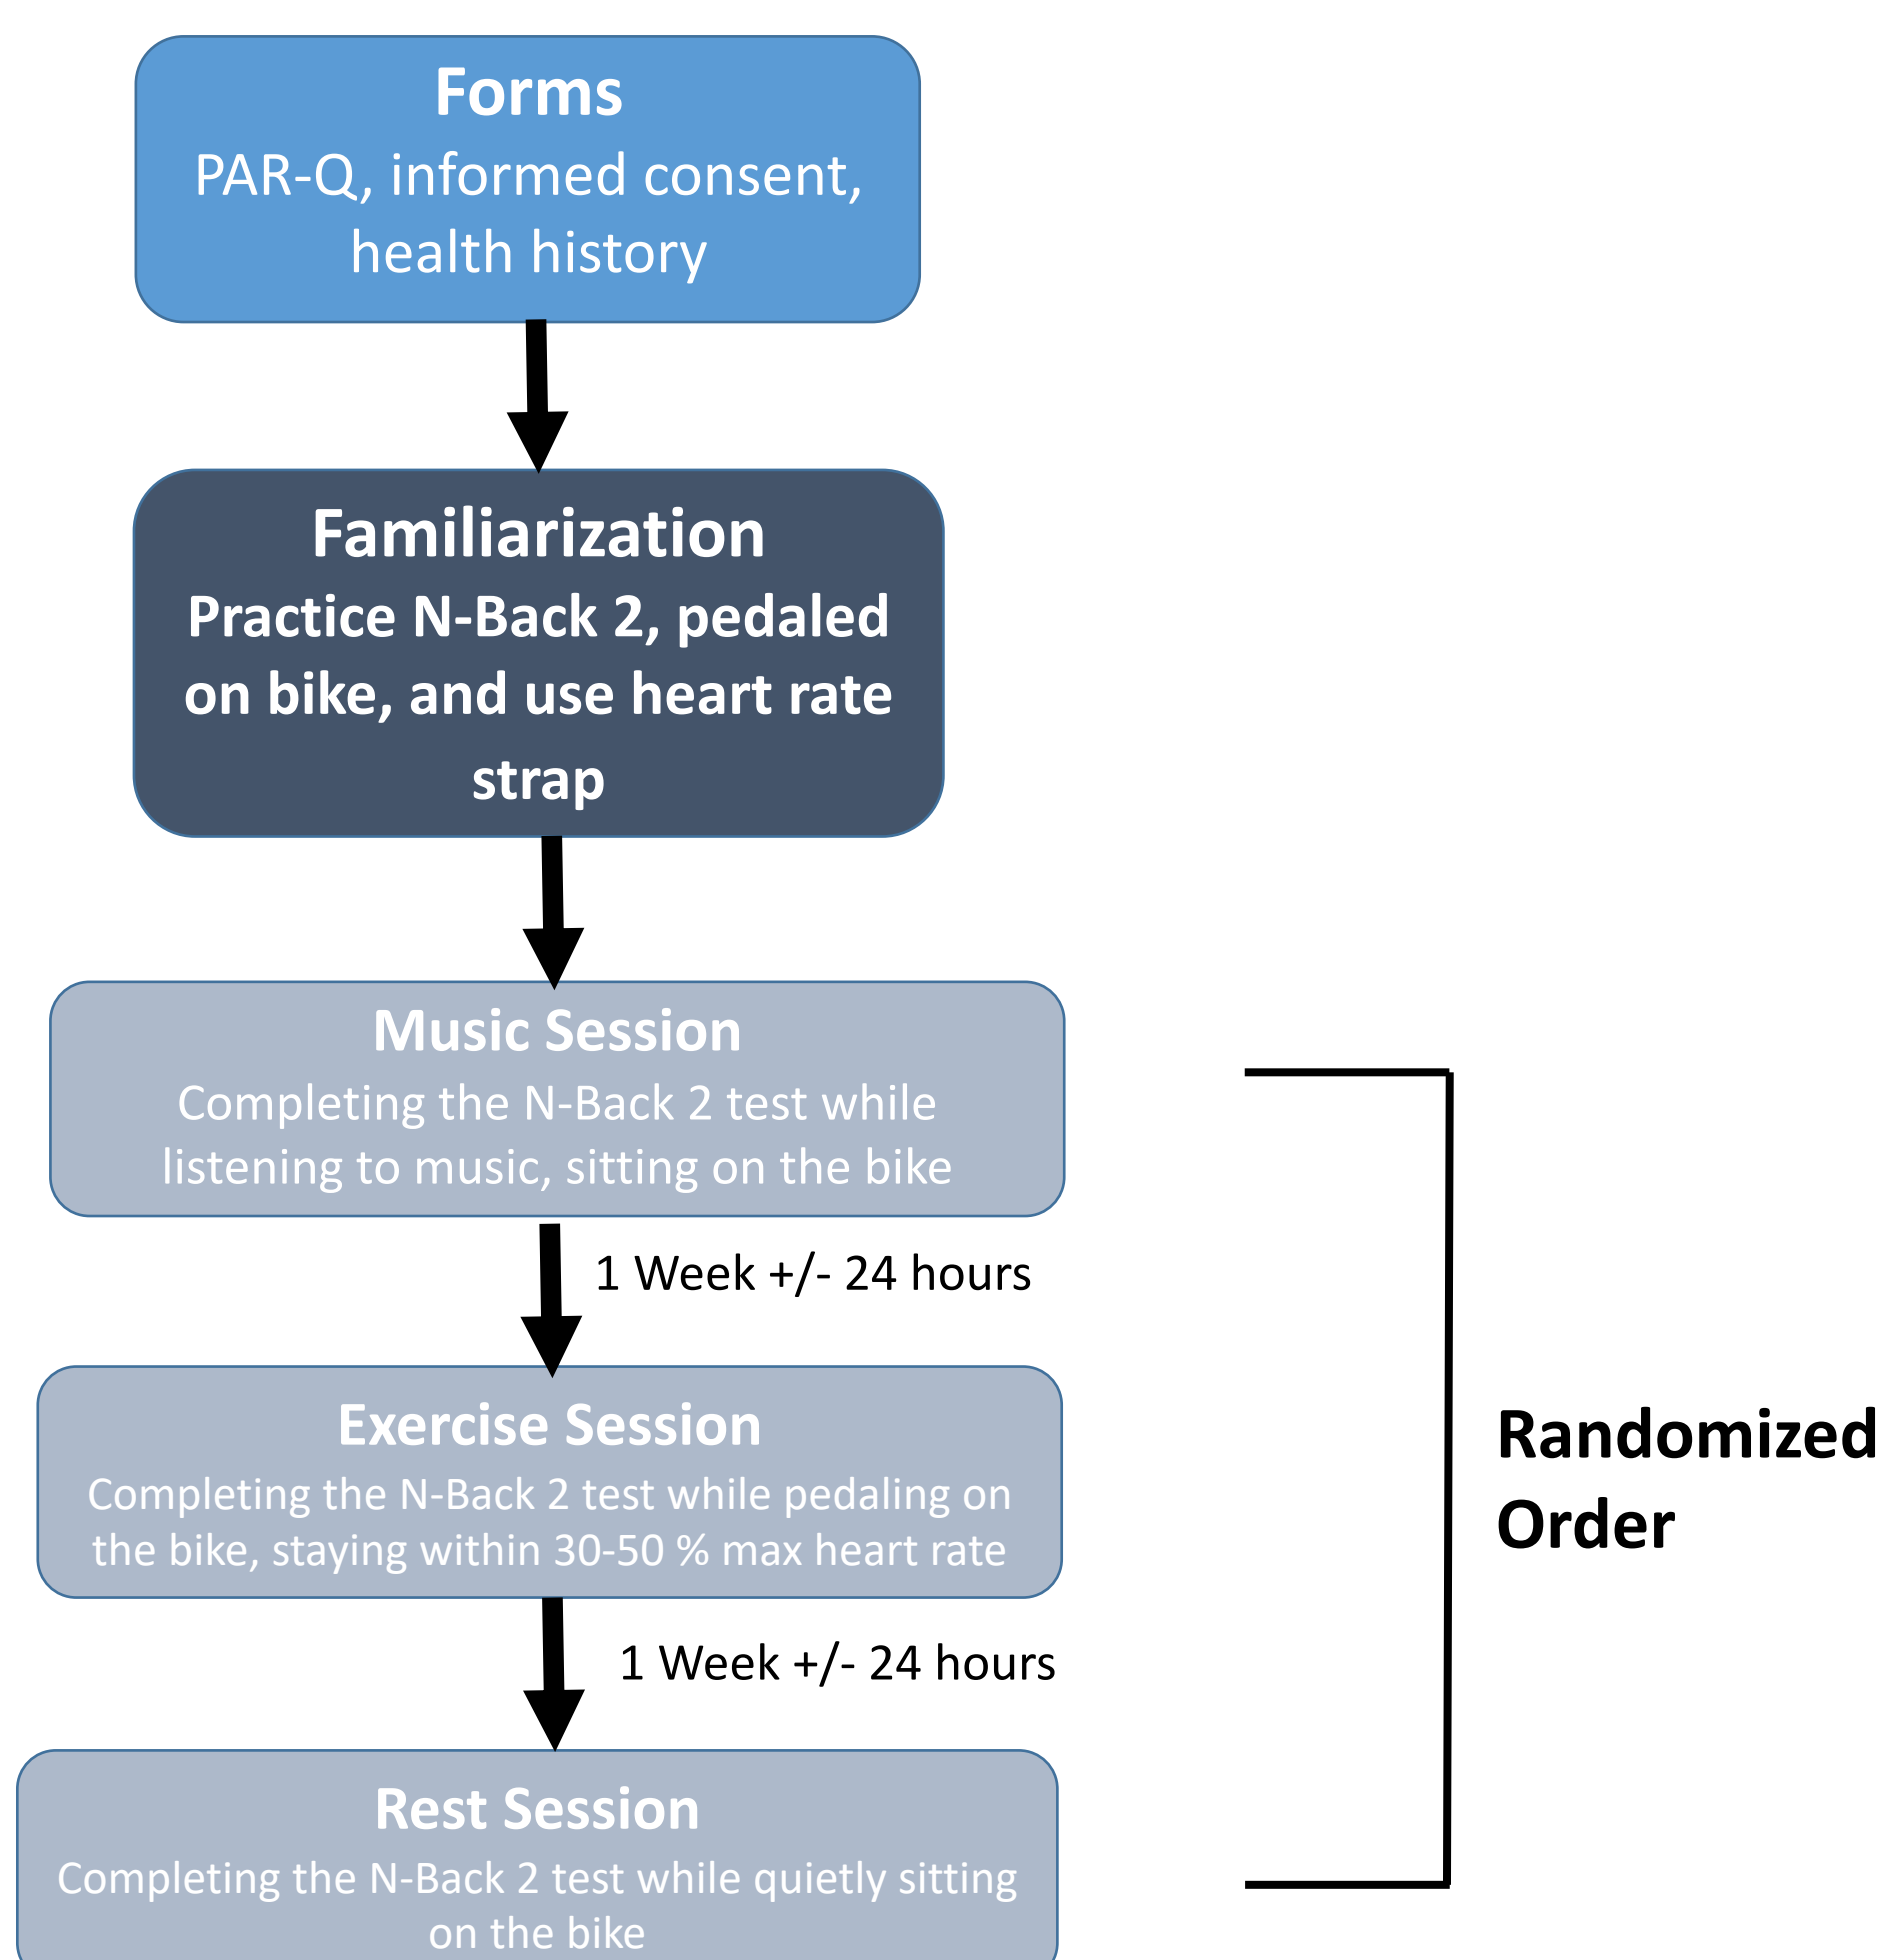 Forms
PAR-Q, informed consent,
health history
Familiarization
Practice N-Back 2, pedaled
on bike, and use heart rate
strap
Music Session
Completing the N-Back 2 test while
listening to music, sitting on the bike
1 Week +/- 24 hours
Exercise Session
Completing the N-Back 2 test while pedaling on
the bike, staying within 30-50 % max heart rate
Randomized
Order
1 Week +/- 24 hours
Rest Session
Completing the N-Back 2 test while quietly sitting
on the bike